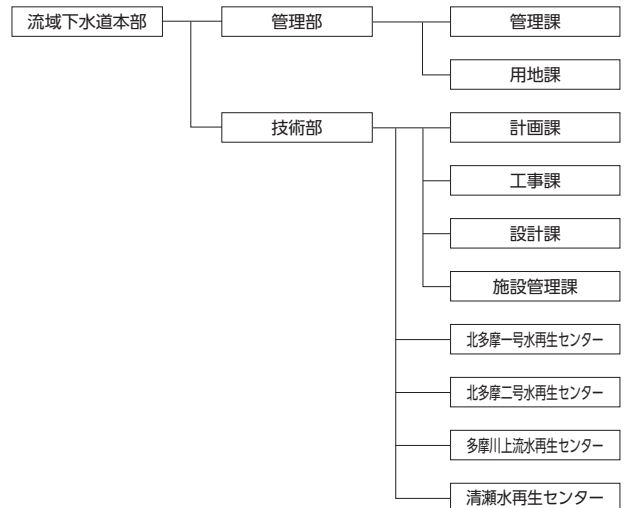 流域下水道本部
管理部
管理課
用地課
技術部
計画課
工事課
設計課
施設管理課
北多摩一号水再生センター
北多摩二号水再生センター
多摩川上流水再生センター
清瀬水再生センター